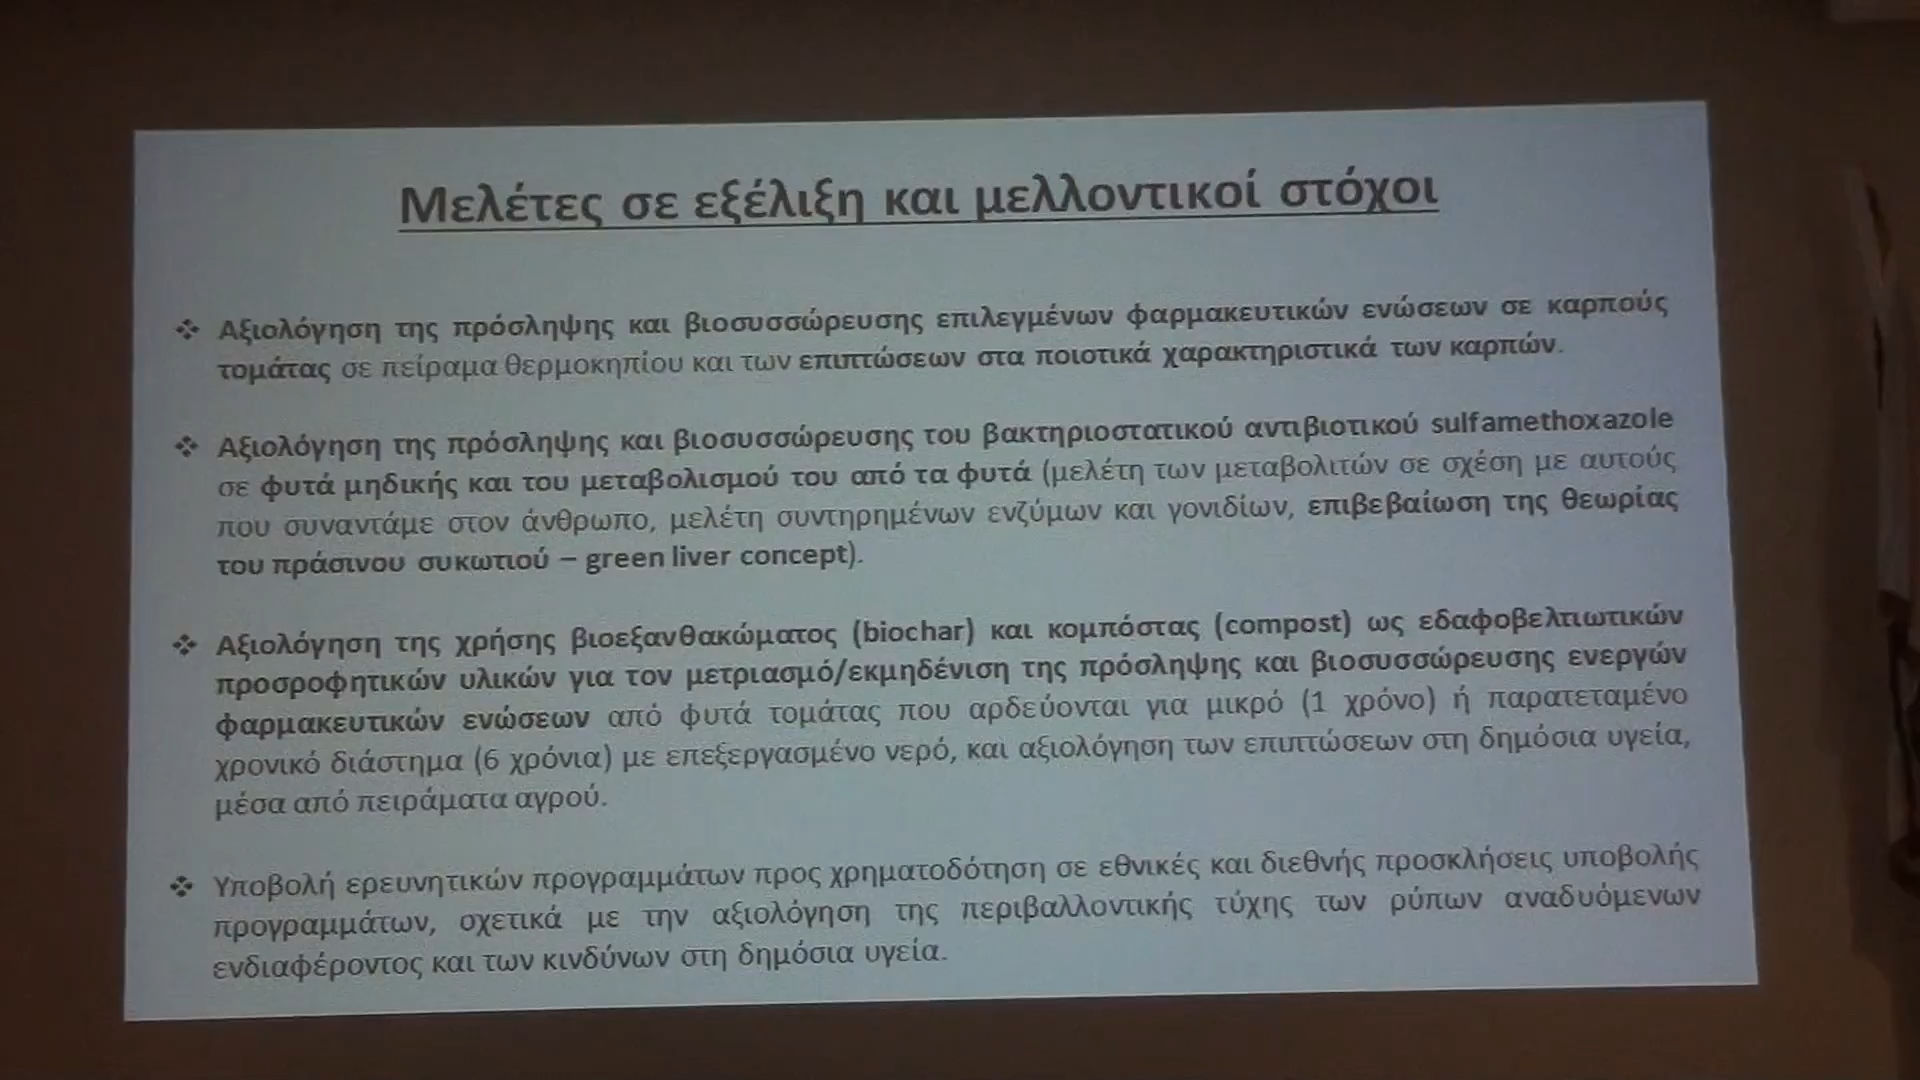 Μελέτες σε εξέλιξη και μελλοντικοί στόχοι
❖ Αξιολόγηση της πρόσληψης και βιοσυσσώρευσης επιλεγμένων φαρμακευτικών ενώσεων σε καρπούς
τομάτας σε πείραμα θερμοκηπίου και των επιπτώσεων στα ποιοτικά χαρακτηριστικά των καρπών.
❖ Αξιολόγηση της πρόσληψης και βιοσυσσώρευσης του βακτηριοστατικού αντιβιοτικού sulfamethoxazole
σε φυτά μηδικής και του μεταβολισμού του από τα φυτά (μελέτη των μεταβολιτών σε σχέση με αυτούς
που συναντάμε στον άνθρωπο, μελέτη συντηρημένων ενζύμων και γονιδίων, επιβεβαίωση της θεωρίας
του πράσινου συκωτιού – green liver concept).
❖ Αξιολόγηση της χρήσης βιοεξανθακώματος (biochar) και κομπόστας (compost) ως εδαφοβελτιωτικών
προσροφητικών υλικών για τον μετριασμό/εκμηδένιση της πρόσληψης και βιοσυσσώρευσης ενεργών
φαρμακευτικών ενώσεων από φυτά τομάτας που αρδεύονται για μικρό (1 χρόνο) ή παρατεταμένο
χρονικό διάστημα (6 χρόνια) με επεξεργασμένο νερό, και αξιολόγηση των επιπτώσεων στη δημόσια υγεία,
μέσα από πειράματα αγρού.
❖ Υποβολή ερευνητικών προγραμμάτων προς χρηματοδότηση σε εθνικές και διεθνής προσκλήσεις υποβολής
προγραμμάτων, σχετικά με την αξιολόγηση της περιβαλλοντικής τύχης των ρύπων αναδυόμενων
ενδιαφέροντος και των κινδύνων στη δημόσια υγεία.